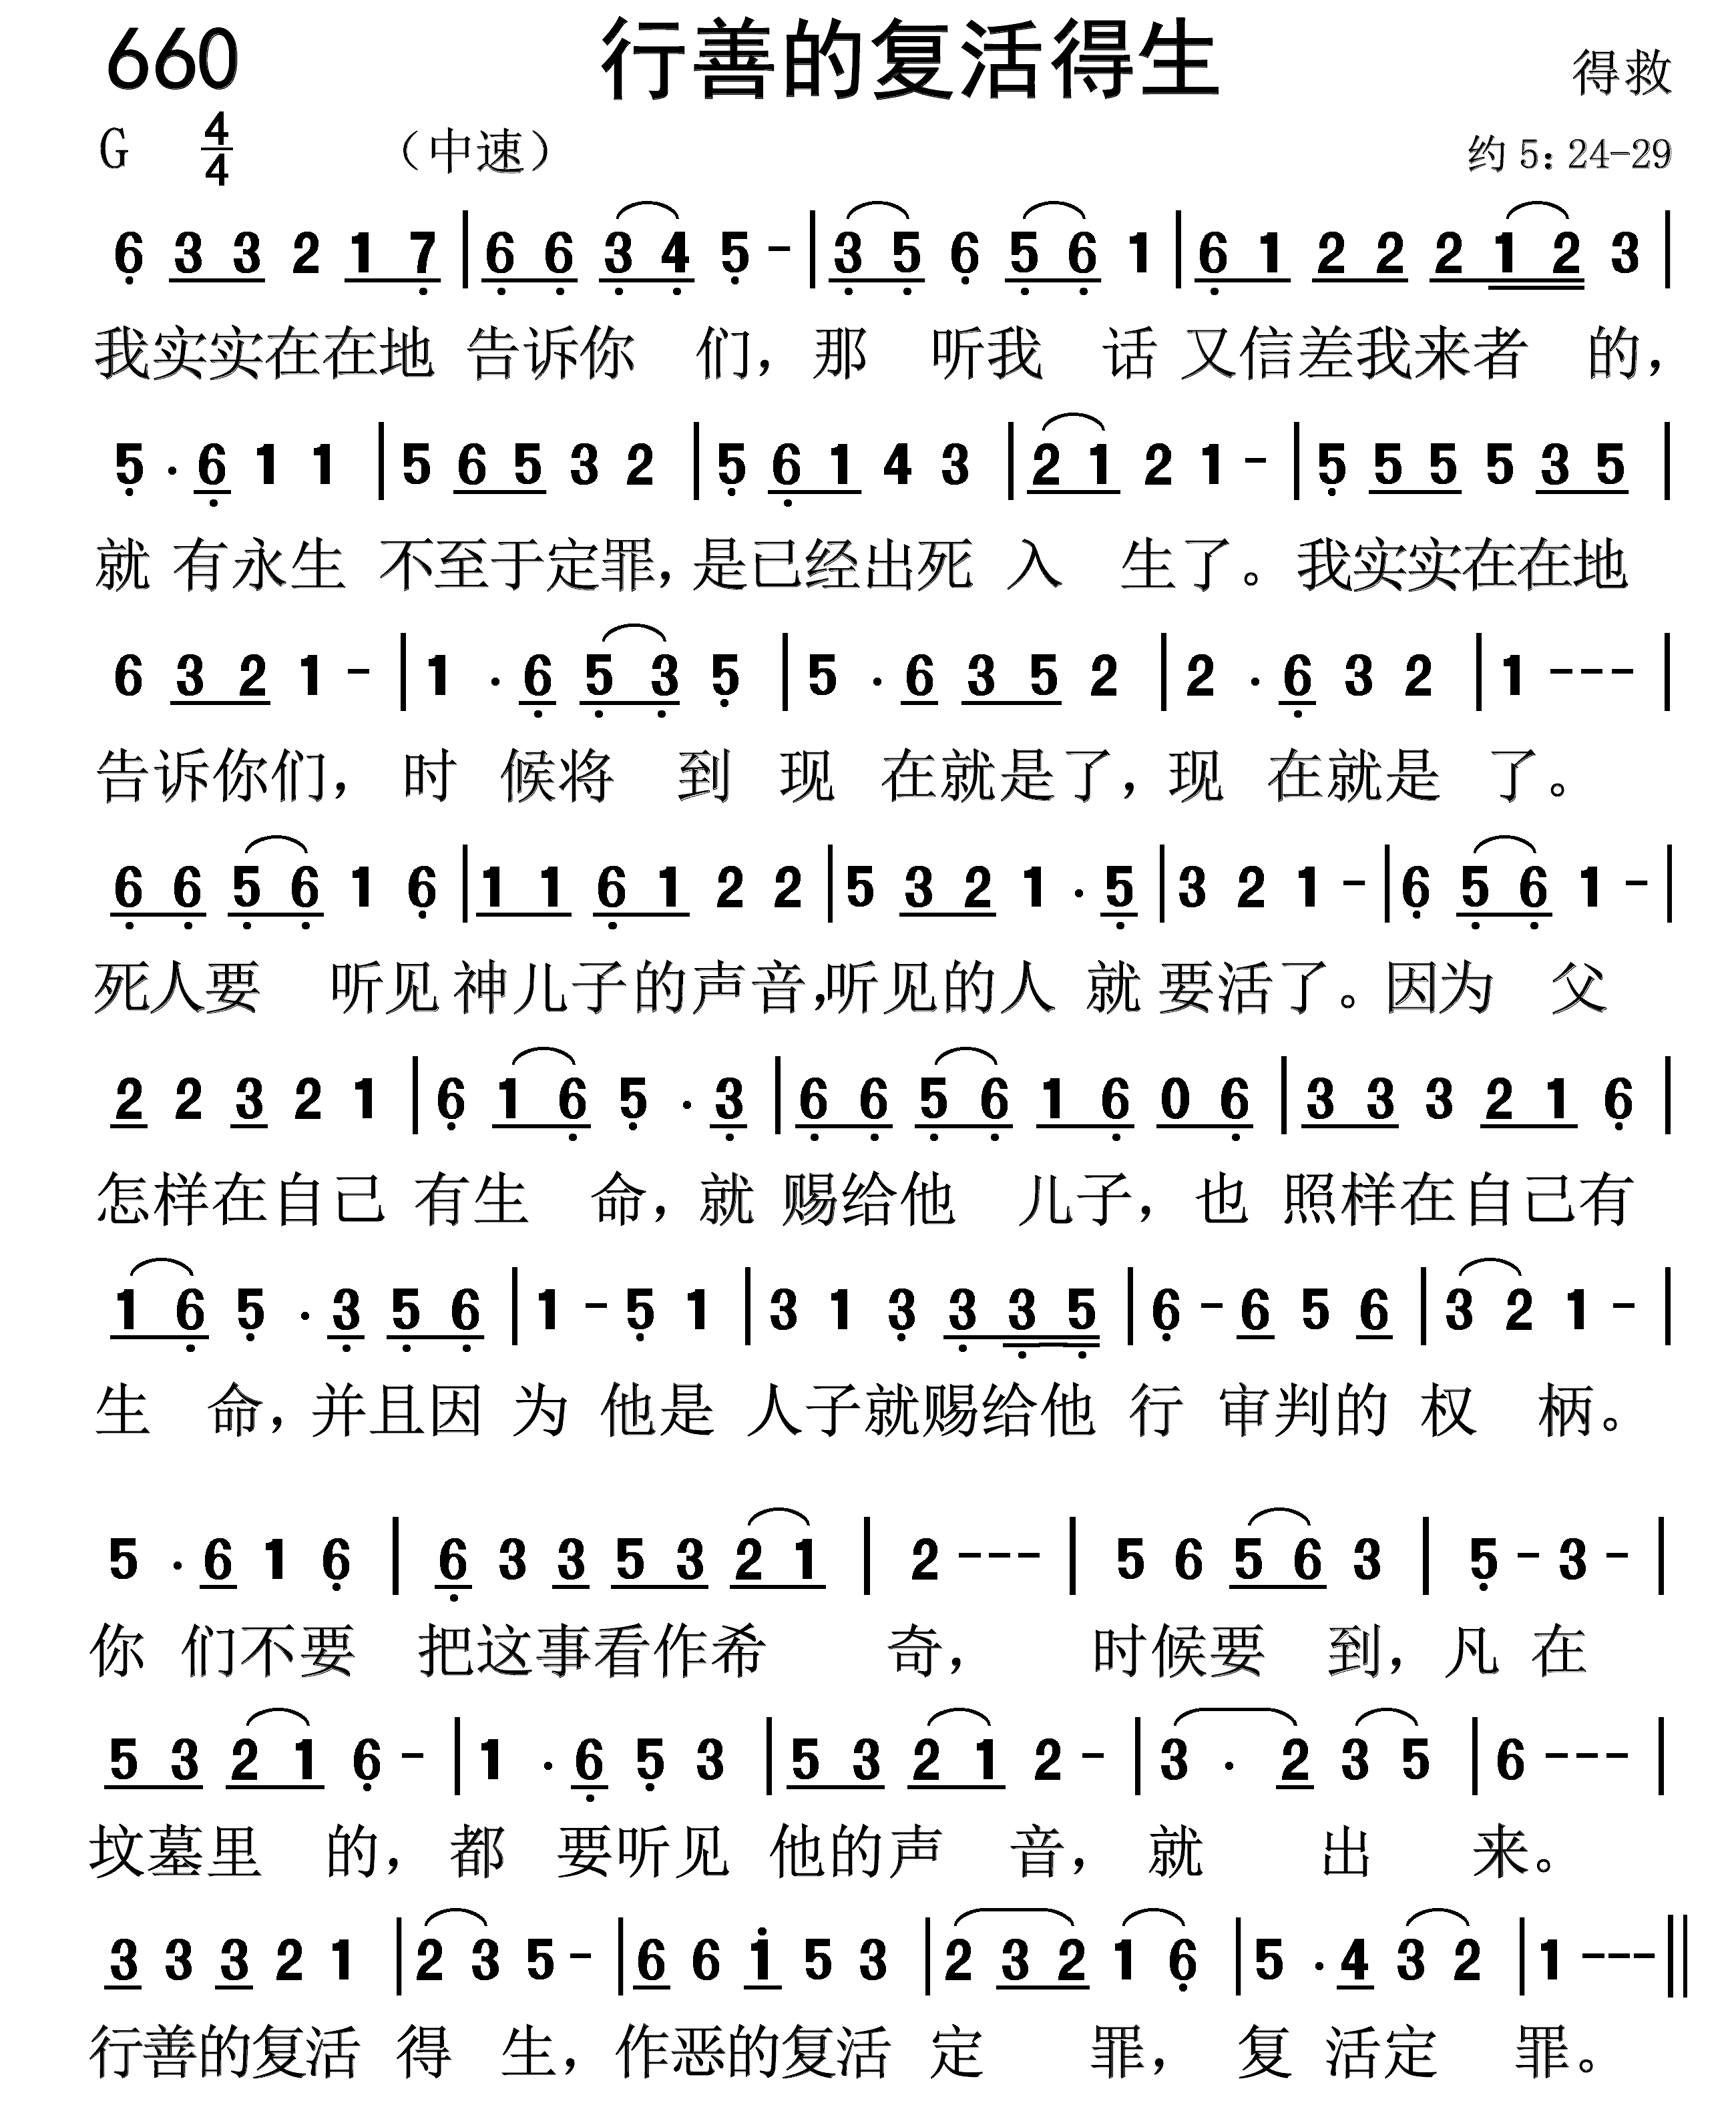 660 行善的复活得生 得救
G 4/4 （中速） 约 5: 24-29
6 3 3 2 1 7 | 6 6 3 4 5 - | 3 5 6 5 6 1 | 6 1 2 2 2 1 2 3 |
我实实在在地 告诉你 们，那 听我 话 又信差我来者 的，
5 · 6 1 1 | 5 6 5 3 2 | 5 6 1 4 3 | 2 1 2 1 - | 5 5 5 5 3 5 |
就 有永生 不至于定罪，是已经出死 入 生了。我实实在在地
6 3 2 1 - | 1 · 6 5 3 5 | 5 · 6 3 5 2 | 2 · 6 3 2 | 1 - - - |
告诉你们， 时 候将 到 现 在就是了，现 在就是 了。
6 6 5 6 1 6 | 1 1 6 1 2 2 | 5 3 2 1 · 5 | 3 2 1 - | 6 5 6 1 - |
死人要 听见神儿子的声音，听见的人 就 要活了。因为 父
2 2 3 2 1 | 6 1 6 5 · 3 | 6 6 5 6 1 6 0 6 | 3 3 3 2 1 6 |
怎样在自己 有生 命，就 赐给他 儿子，也 照样在自己有
1 6 5 · 3 5 6 | 1 - 5 1 | 3 1 3 3 3 5 | 6 - 6 5 6 | 3 2 1 - |
生 命，并且因 为 他是 人子就赐给他 行 审判的 权 柄。
5 · 6 1 6 | 6 3 3 5 3 2 1 | 2 - - - | 5 6 5 6 3 | 5 - 3 - |
你 们不要 把这事看作希 奇， 时候要 到，凡 在
5 3 2 1 6 - | 1 · 6 5 3 | 5 3 2 1 2 - | 3 · 2 3 5 | 6 - - - |
坟墓里 的，都 要听见 他的声 音， 就 出 来。
3 3 3 2 1 | 2 3 5 - | 6 6 i 5 3 | 2 3 2 1 6 | 5 · 4 3 2 | 1 - - - ||
行善的复活 得 生，作恶的复活 定 罪， 复 活定 罪。